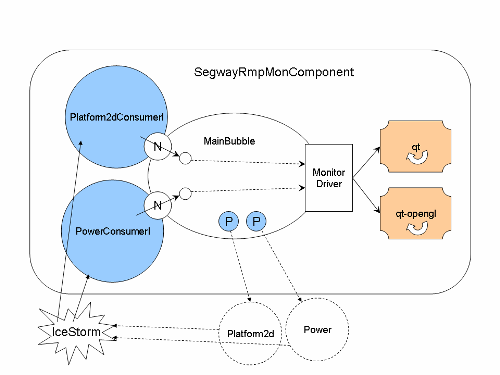 SegwayRmpMonComponent
Platform2dConsumerI
N
MainBubble
qt
Monitor
Driver
N
PowerConsumerI
qt-opengl
P
P
IceStorm
Platform2d
Power